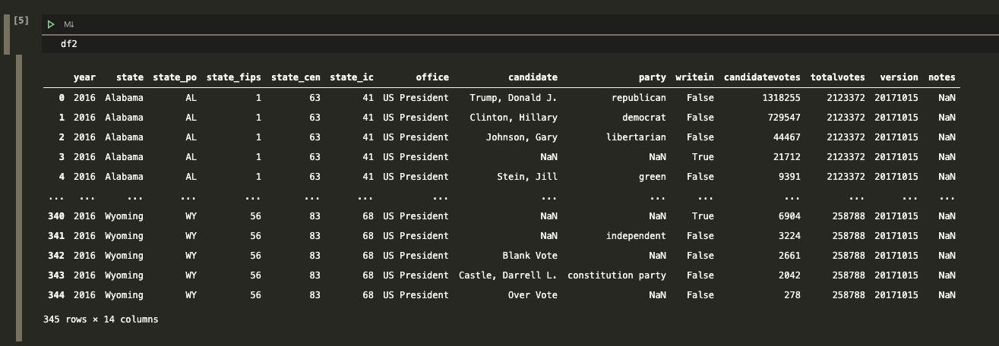 [5]
M↓
df2
year state state_po state_fips state_cen state_ic office candidate party writein candidatevotes totalvotes version notes
0 2016 Alabama AL 1 63 41 US President Trump, Donald J. republican False 1318255 2123372 20171015 NaN
1 2016 Alabama AL 1 63 41 US President Clinton, Hillary democrat False 729547 2123372 20171015 NaN
2 2016 Alabama AL 1 63 41 US President Johnson, Gary libertarian False 44467 2123372 20171015 NaN
3 2016 Alabama AL 1 63 41 US President NaN NaN True 21712 2123372 20171015 NaN
4 2016 Alabama AL 1 63 41 US President Stein, Jill green False 9391 2123372 20171015 NaN
... ... ... ... ... ... ... ... ... ... ... ... ... ... ...
340 2016 Wyoming WY 56 83 68 US President NaN NaN True 6904 258788 20171015 NaN
341 2016 Wyoming WY 56 83 68 US President NaN independent False 3224 258788 20171015 NaN
342 2016 Wyoming WY 56 83 68 US President Blank Vote NaN False 2661 258788 20171015 NaN
343 2016 Wyoming WY 56 83 68 US President Castle, Darrell L. constitution party False 2042 258788 20171015 NaN
344 2016 Wyoming WY 56 83 68 US President Over Vote NaN False 278 258788 20171015 NaN
345 rows × 14 columns